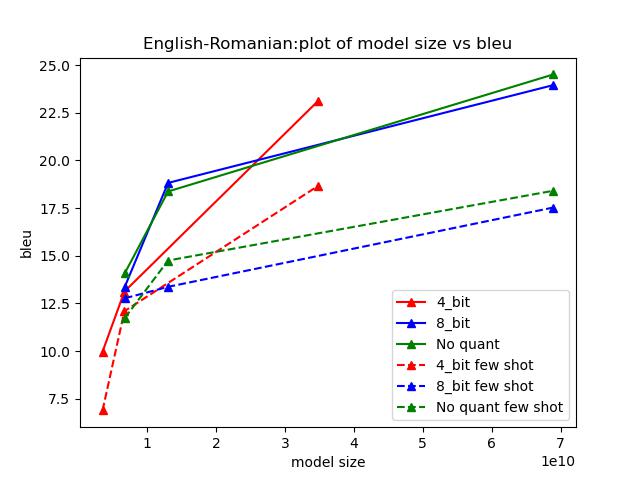 English-Romanian:plot of model size vs bleu
25.0
22.5
20.0
17.5
15.0
12.5
10.0
7.5
bleu
4_bit
8_bit
No quant
4_bit few shot
8_bit few shot
No quant few shot
1 2 3 4 5 6 7
1e10
model size